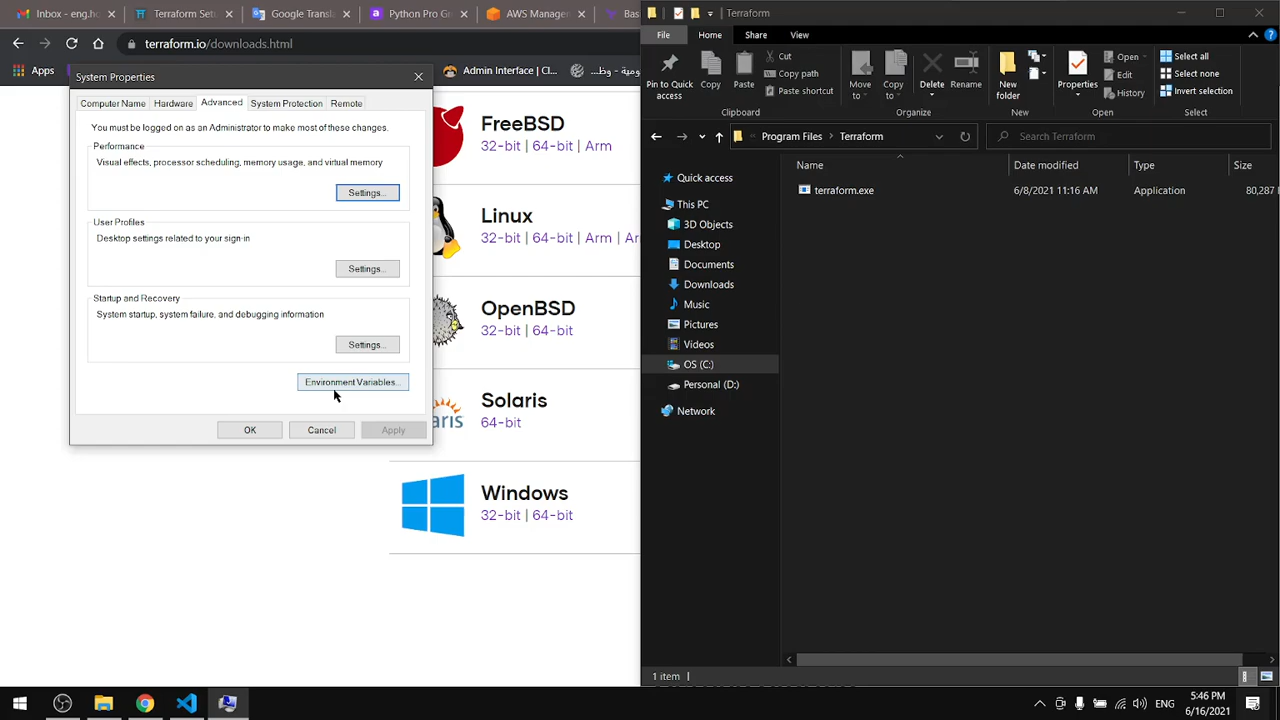 Inbox - eng
Terraform Set
Google Transla
Python Pro Gr
AWS Manager
Bas
terraform.io/downloads.html
Apps
Admin Interface | Cl...
System Properties
Computer Name
Hardware
Advanced
System Protection
Remote
You must be logged on as an Administrator to make most of these changes.
Performance
Visual effects, processor scheduling, memory usage, and virtual memory
Settings...
User Profiles
Desktop settings related to your sign-in
Settings...
Startup and Recovery
System startup, system failure, and debugging information
Settings...
Environment Variables...
OK
Cancel
Apply
FreeBSD
32-bit | 64-bit | Arm
Linux
32-bit | 64-bit | Arm | Ar
OpenBSD
32-bit | 64-bit
Solaris
64-bit
Windows
32-bit | 64-bit
Terraform
File
Home
Share
View
Pin to Quick access
Copy
Paste
Cut
Copy path
Paste shortcut
Clipboard
Move to
Copy to
Delete
Rename
Organize
New folder
New
Properties
Open
Edit
History
Open
Select all
Select none
Invert selection
Select
Program Files
Terraform
Search Terraform
Name
Date modified
Type
Size
terraform.exe
6/8/2021 11:16 AM
Application
80,287
Quick access
This PC
3D Objects
Desktop
Documents
Downloads
Music
Pictures
Videos
OS (C:)
Personal (D:)
Network
1 item
ENG
5:46 PM
6/16/2021